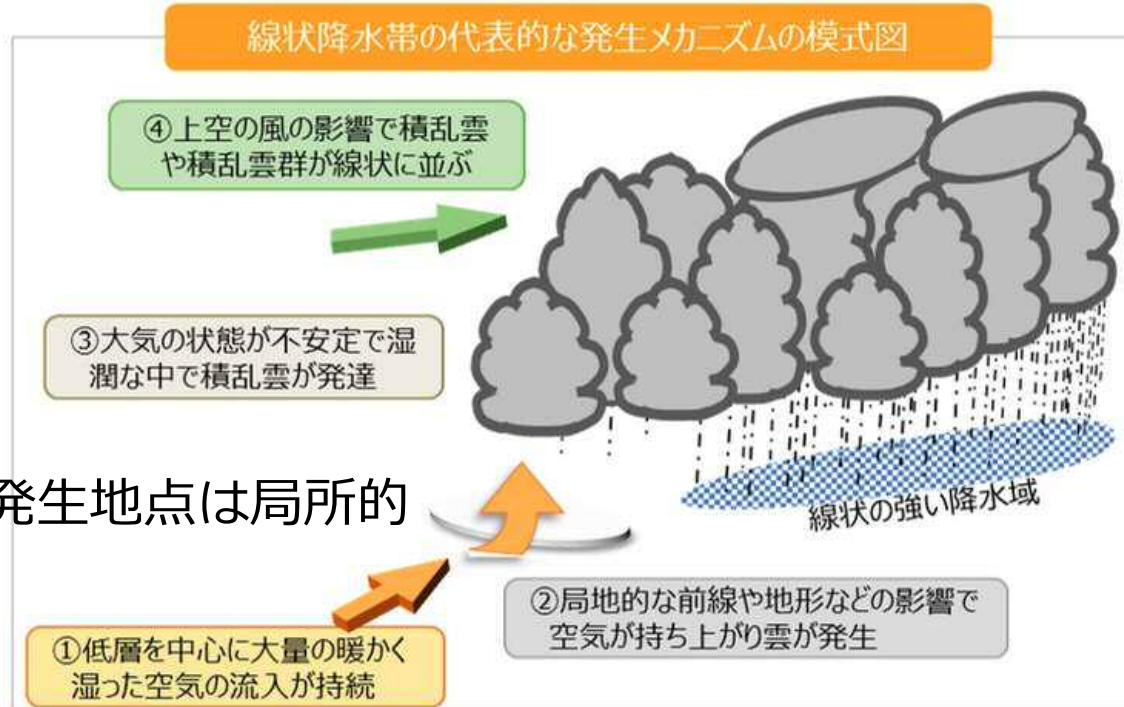 線状降水帯の代表的な発生メカニズムの模式図
④上空の風の影響で積乱雲
や積乱雲群が線状に並ぶ
③大気の状態が不安定で湿
潤な中で積乱雲が発達
発生地点は局所的
線状の強い降水域
②局地的な前線や地形などの影響で
空気が持ち上がり雲が発生
①低層を中心に大量の暖かく
湿った空気の流入が持続